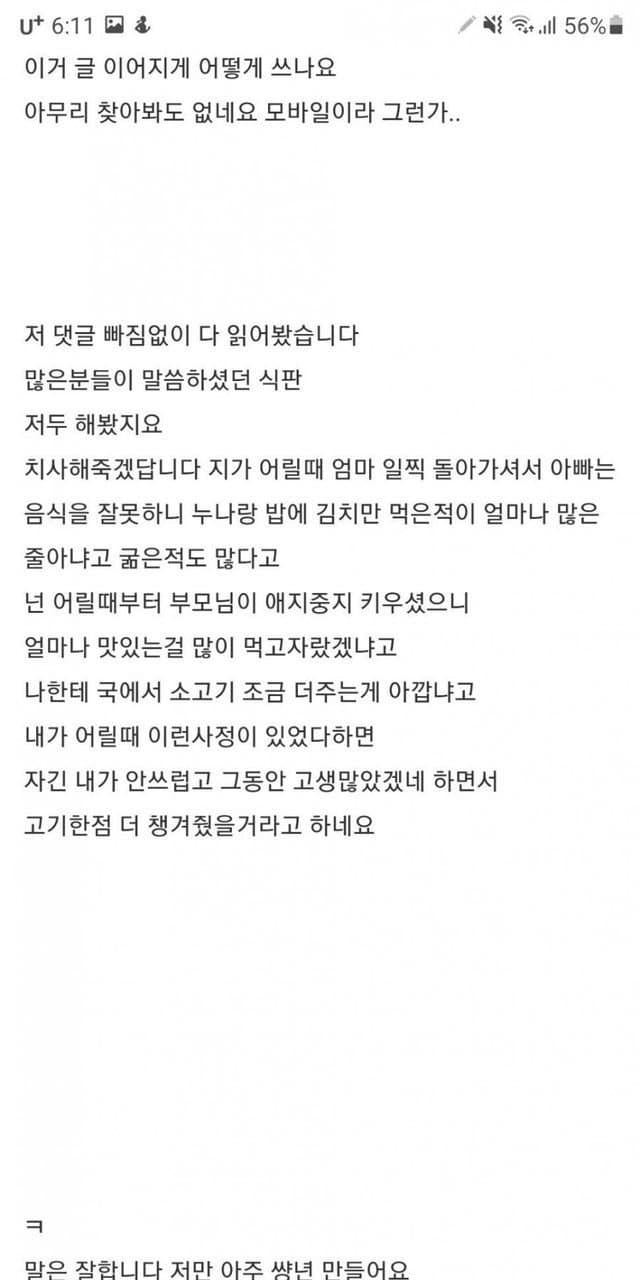 U+ 6:11 56%
이거 글 이어지게 어떻게 쓰나요
아무리 찾아봐도 없네요 모바일이라 그런가..
저 댓글 빠짐없이 다 읽어봤습니다
많은분들이 말씀하셨던 식판
저두 해봤지요
치사해죽겠답니다 지가 어릴때 엄마 일찍 돌아가셔서 아빠는
음식을 잘못하니 누나랑 밥에 김치만 먹은적이 얼마나 많은
줄아냐고 굶은적도 많다고
넌 어릴때부터 부모님이 애지중지 키우셨으니
얼마나 맛있는걸 많이 먹고자랐겠냐고
나한테 국에서 소고기 조금 더주는게 아깝냐고
내가 어릴때 이런사정이 있었다하면
자긴 내가 안쓰럽고 그동안 고생많았겠네 하면서
고기한점 더 챙겨줬을거라고 하네요
ㅋ
말은 잘합니다 저만 아주 썅년 만들어요